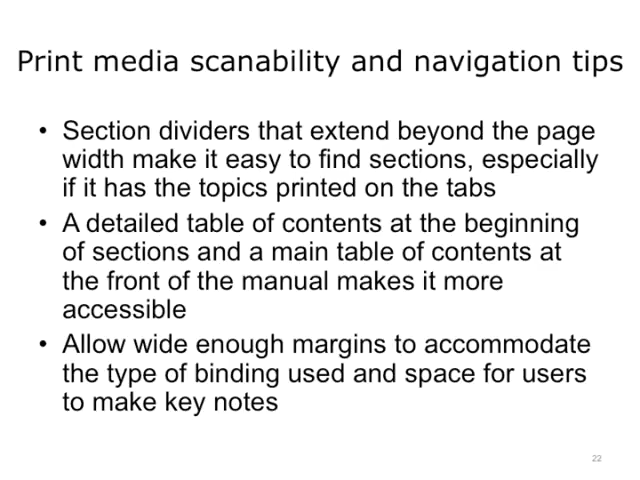 Print media scanability and navigation tips
• Section dividers that extend beyond the page
width make it easy to find sections, especially
if it has the topics printed on the tabs
• A detailed table of contents at the beginning
of sections and a main table of contents at
the front of the manual makes it more
accessible
• Allow wide enough margins to accommodate
the type of binding used and space for users
to make key notes
22